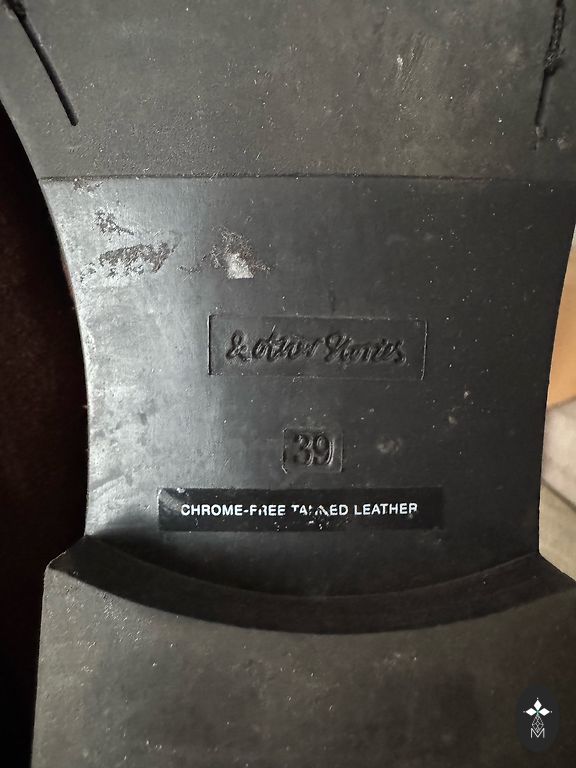 & other Stories
39
CHROME-FREE TANNED LEATHER
M